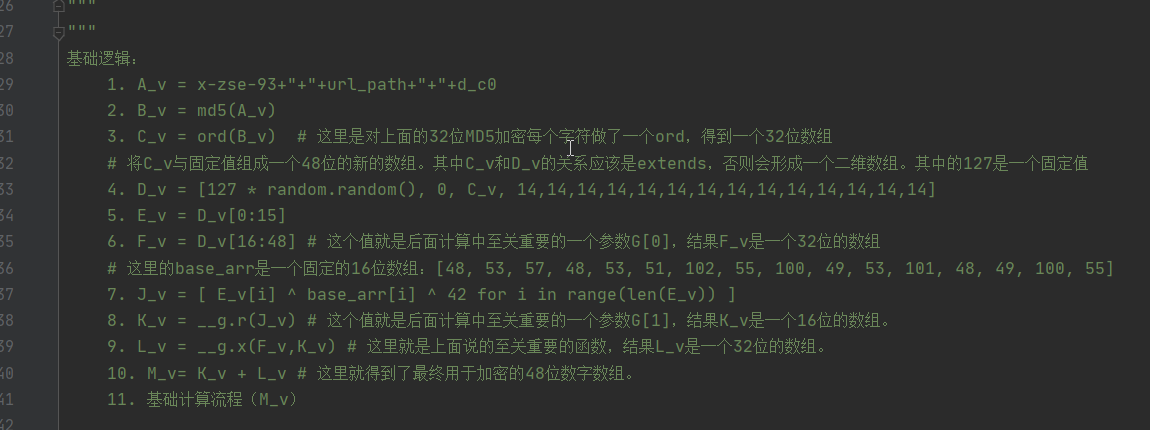 26 """
27 """
28 基础逻辑：
29 1. A_v = x-zse-93+"+"+url_path+"+"+d_c0
30 2. B_v = md5(A_v)
31 3. C_v = ord(B_v)  # 这里是对上面的32位MD5加密每个字符做了一个ord，得到一个32位数组
32 # 将C_v与固定值组成一个48位的新的数组。其中C_v和D_v的关系应该是extends，否则会形成一个二维数组。其中的127是一个固定值
33 4. D_v = [127 * random.random(), 0, C_v, 14,14,14,14,14,14,14,14,14,14,14,14,14,14]
34 5. E_v = D_v[0:15]
35 6. F_v = D_v[16:48] # 这个值就是后面计算中至关重要的一个参数G[0]，结果F_v是一个32位的数组
36 # 这里的base_arr是一个固定的16位数组：[48, 53, 57, 48, 53, 51, 102, 55, 100, 49, 53, 101, 48, 49, 100, 55]
37 7. J_v = [ E_v[i] ^ base_arr[i] ^ 42 for i in range(len(E_v)) ]
38 8. K_v = __g.r(J_v) # 这个值就是后面计算中至关重要的一个参数G[1]，结果K_v是一个16位的数组。
39 9. L_v = __g.x(F_v,K_v) # 这里就是上面说的至关重要的函数，结果L_v是一个32位的数组。
40 10. M_v= K_v + L_v # 这里就得到了最终用于加密的48位数字数组。
41 11. 基础计算流程（M_v）
42